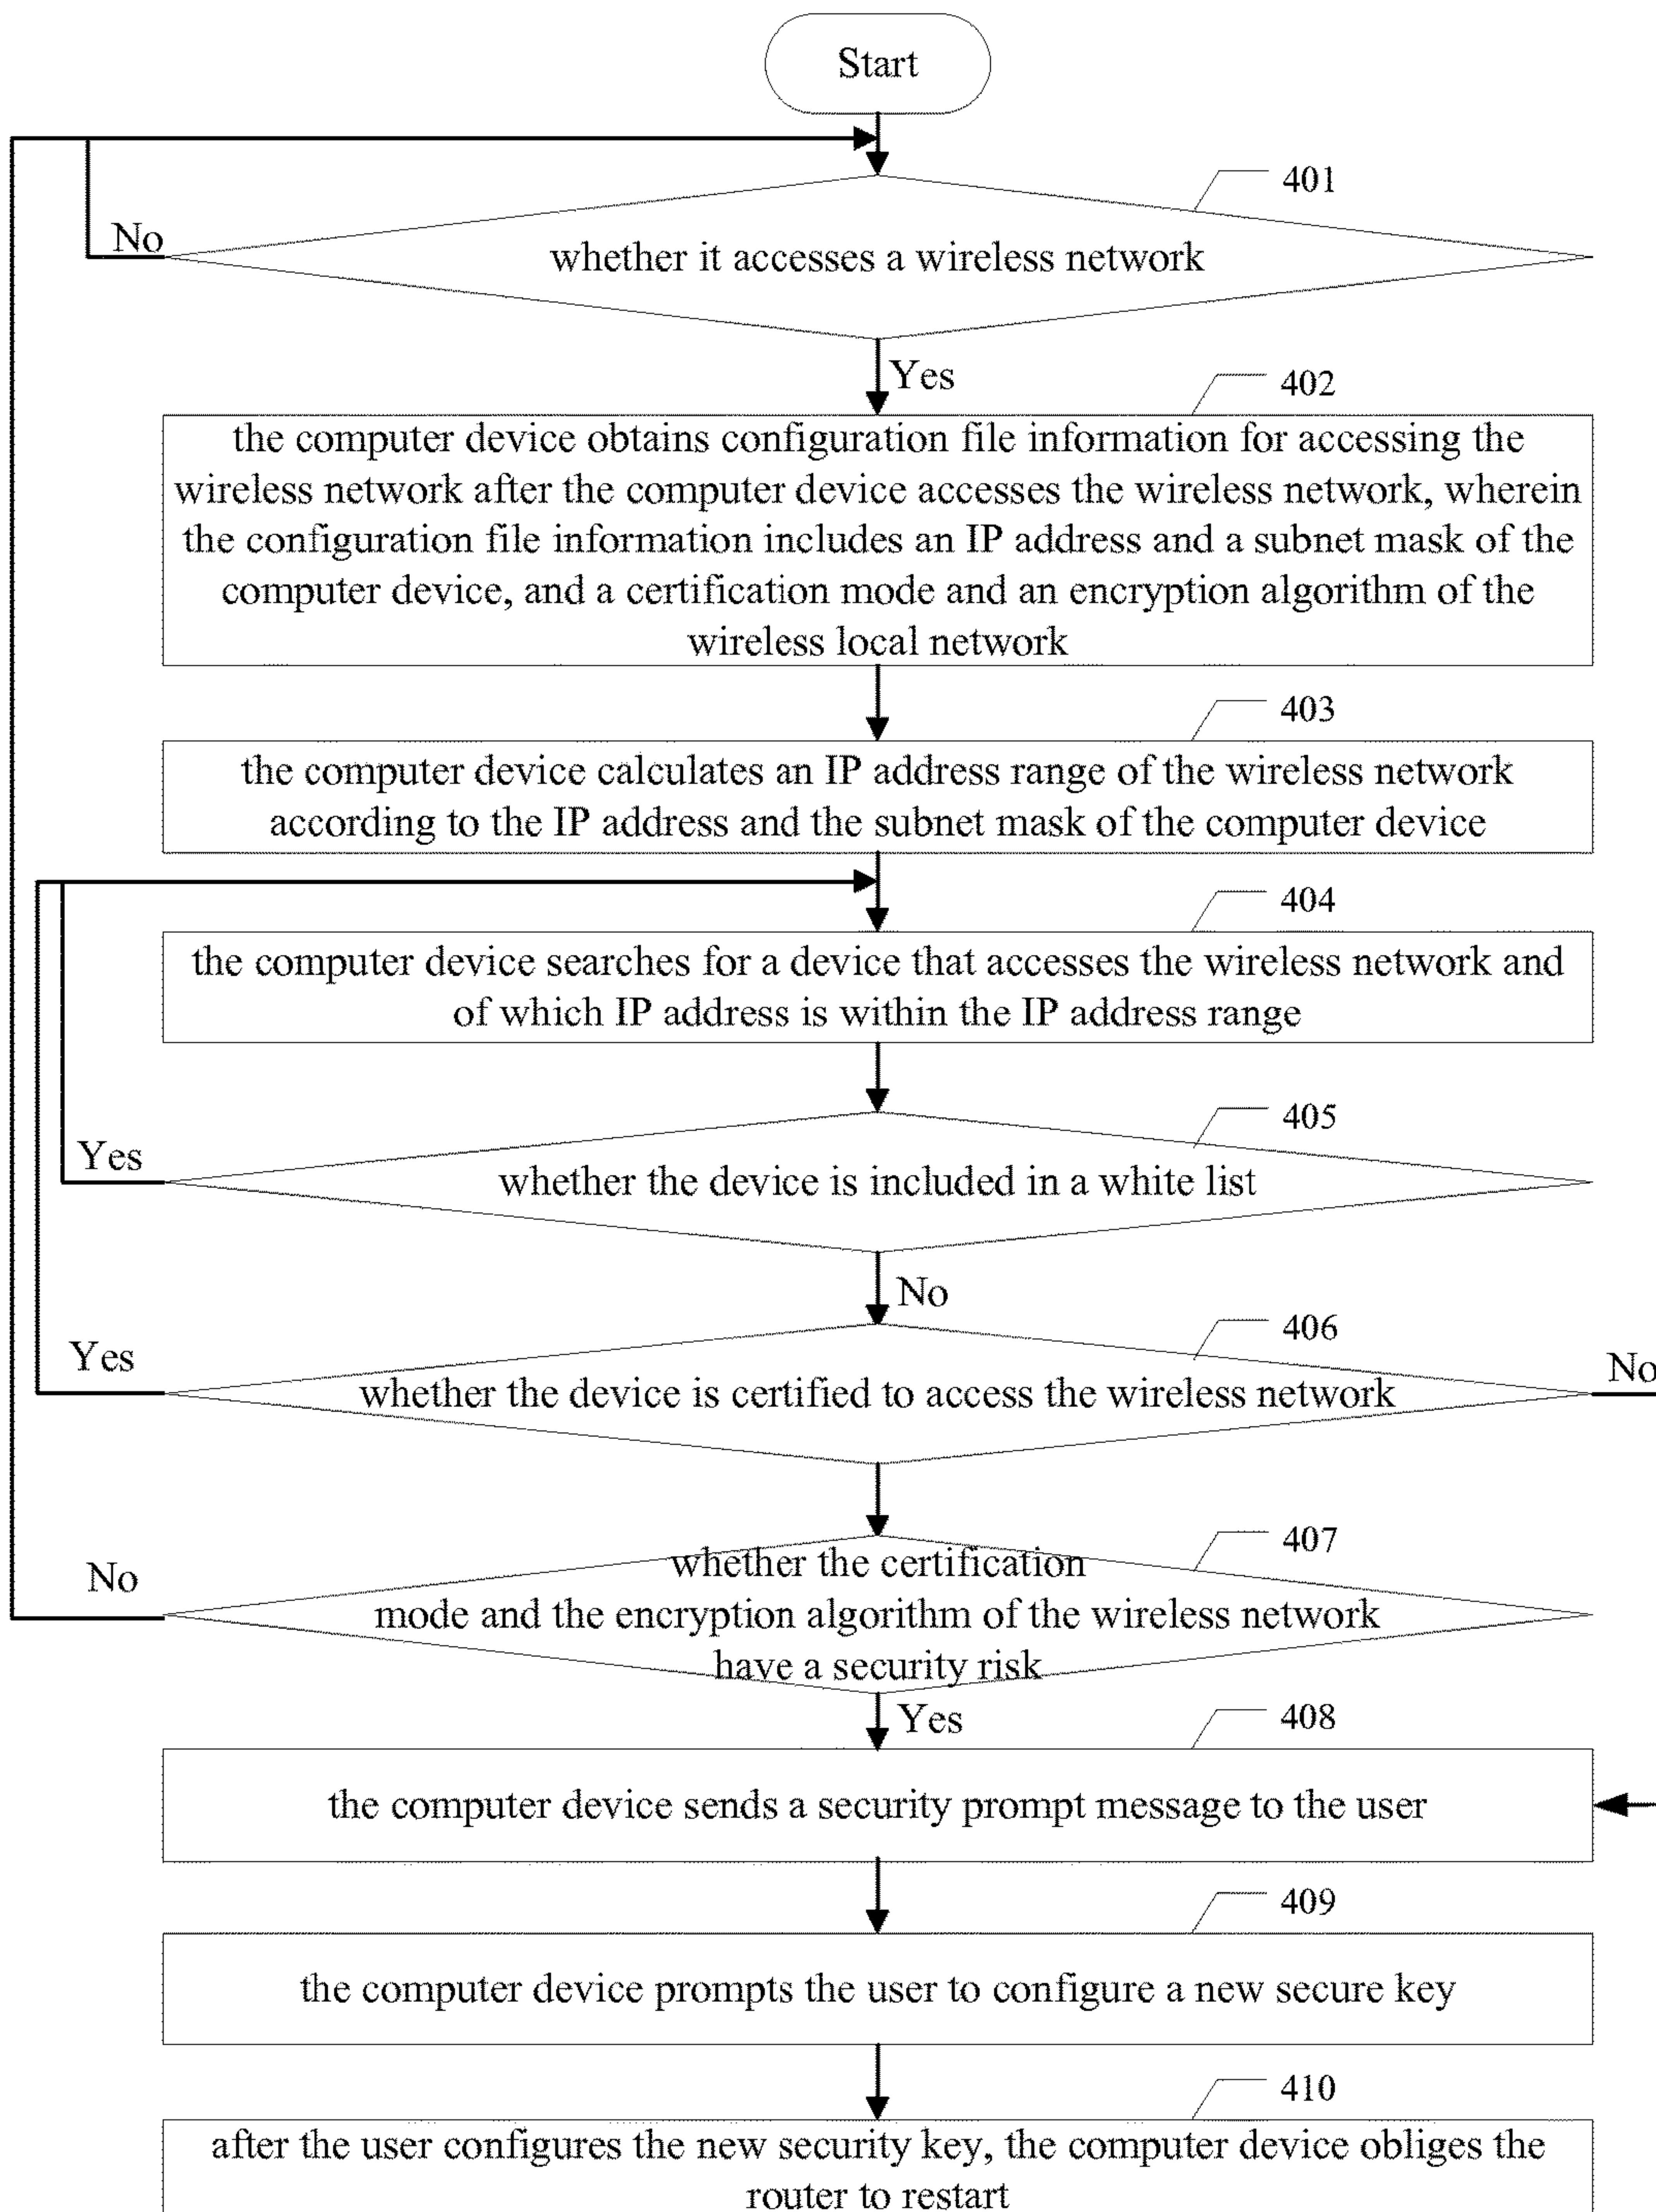 Start
401
No
whether it accesses a wireless network
Yes
402
the computer device obtains configuration file information for accessing the
wireless network after the computer device accesses the wireless network, wherein
the configuration file information includes an IP address and a subnet mask of the
computer device, and a certification mode and an encryption algorithm of the
wireless local network
403
the computer device calculates an IP address range of the wireless network
according to the IP address and the subnet mask of the computer device
404
the computer device searches for a device that accesses the wireless network and
of which IP address is within the IP address range
405
Yes
whether the device is included in a white list
No
406
Yes
No
whether the device is certified to access the wireless network
407
No
whether the certification
mode and the encryption algorithm of the wireless network
have a security risk
Yes
408
the computer device sends a security prompt message to the user
409
the computer device prompts the user to configure a new secure key
410
after the user configures the new security key, the computer device obliges the
router to restart